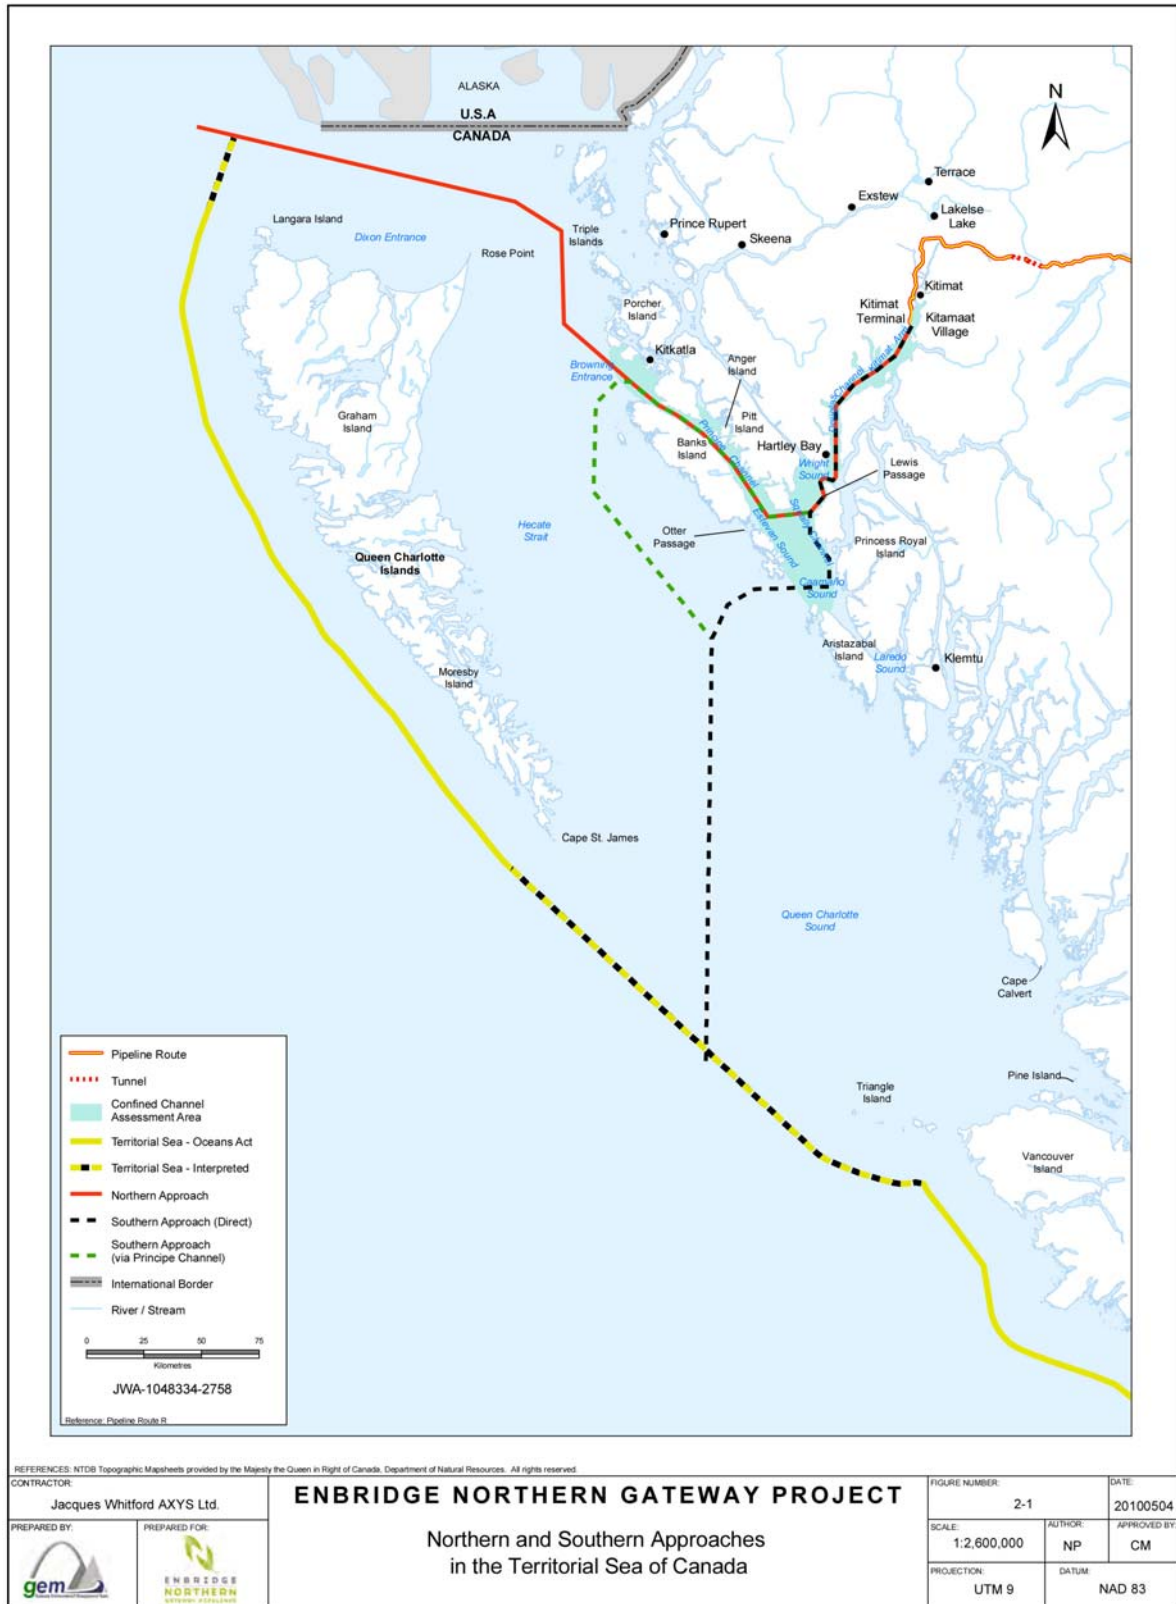 ALASKA
U.S.A
CANADA
N
Terrace
Exstew
Lakelse
Lake
Langara Island
Dixon Entrance
Triple
Islands
Prince Rupert
Skeena
Rose Point
Kitimat
Porcher
Island
Kitimat
Terminal
Kitamaat
Village
Kitkatla
Browning
Entrance
Anger
Island
Graham
Island
Pitt
Island
Banks
Island
Principe Channel
Hartley Bay
Wright
Sound
Lewis
Passage
Hecate
Strait
Otter
Passage
Estevan Sound
Squally Channel
Princess Royal
Island
Queen Charlotte
Islands
Caamaño
Sound
Aristazabal
Island
Laredo
Sound
Klemtu
Moresby
Island
Cape St. James
Queen Charlotte
Sound
Cape
Calvert
Pine Island
Triangle
Island
Vancouver
Island
Pipeline Route
Tunnel
Confined Channel
Assessment Area
Territorial Sea - Oceans Act
Territorial Sea - Interpreted
Northern Approach
Southern Approach (Direct)
Southern Approach
(via Principe Channel)
International Border
River / Stream
0 25 50 75
Kilometres
JWA-1048334-2758
Reference: Pipeline Route R
REFERENCES: NTDB Topographic Mapsheets provided by the Majesty the Queen in Right of Canada, Department of Natural Resources. All rights reserved.
CONTRACTOR:
Jacques Whitford AXYS Ltd.
PREPARED BY:
gem
PREPARED FOR:
ENBRIDGE
NORTHERN
ENBRIDGE NORTHERN GATEWAY PROJECT
Northern and Southern Approaches
in the Territorial Sea of Canada
FIGURE NUMBER:
2-1
DATE:
20100504
SCALE:
1:2,600,000
AUTHOR:
NP
APPROVED BY:
CM
PROJECTION:
UTM 9
DATUM:
NAD 83